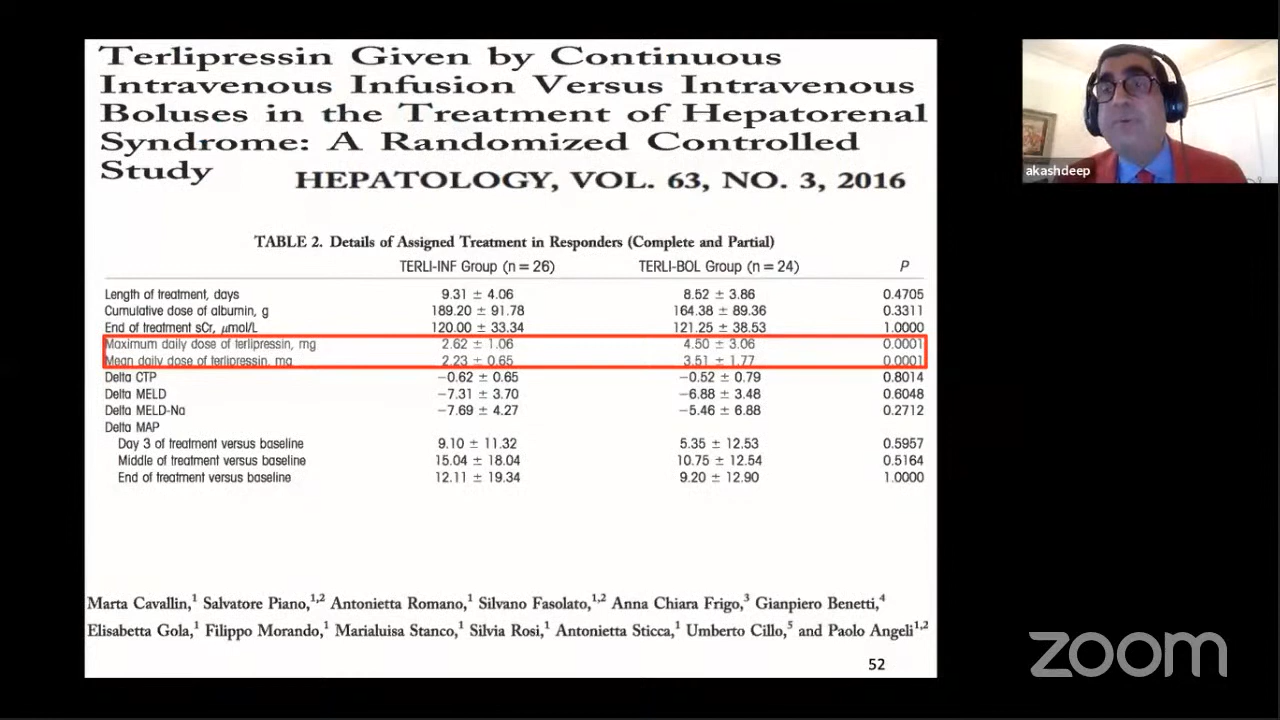 Terlipressin Given by Continuous
Intravenous Infusion Versus Intravenous
Boluses in the Treatment of Hepatorenal
Syndrome: A Randomized Controlled
Study
HEPATOLOGY, VOL. 63, NO. 3, 2016
TABLE 2. Details of Assigned Treatment in Responders (Complete and Partial)
TERLI-INF Group (n = 26) TERLI-BOL Group (n = 24) P
Length of treatment, days 9.31 ± 4.06 8.52 ± 3.86 0.4705
Cumulative dose of albumin, g 189.20 ± 91.78 164.38 ± 89.36 0.3311
End of treatment sCr, μmol/L 120.00 ± 33.34 121.25 ± 38.53 1.0000
Maximum daily dose of terlipressin, mg 2.62 ± 1.06 4.50 ± 3.06 0.0001
Mean daily dose of terlipressin, mg 2.23 ± 0.65 3.51 ± 1.77 0.0001
Delta CTP −0.62 ± 0.65 −0.52 ± 0.79 0.8014
Delta MELD −7.31 ± 3.70 −6.88 ± 3.48 0.6048
Delta MELD-Na −7.69 ± 4.27 −5.46 ± 6.88 0.2712
Delta MAP
Day 3 of treatment versus baseline 9.10 ± 11.32 5.35 ± 12.53 0.5957
Middle of treatment versus baseline 15.04 ± 18.04 10.75 ± 12.54 0.5164
End of treatment versus baseline 12.11 ± 19.34 9.20 ± 12.90 1.0000
Marta Cavallin,1 Salvatore Piano,1,2 Antonietta Romano,1 Silvano Fasolato,1,2 Anna Chiara Frigo,3 Gianpiero Benetti,4
Elisabetta Gola,1 Filippo Morando,1 Marialuisa Stanco,1 Silvia Rosi,1 Antonietta Sticca,1 Umberto Cillo,5 and Paolo Angeli1,2
52
akashdeep
zoom